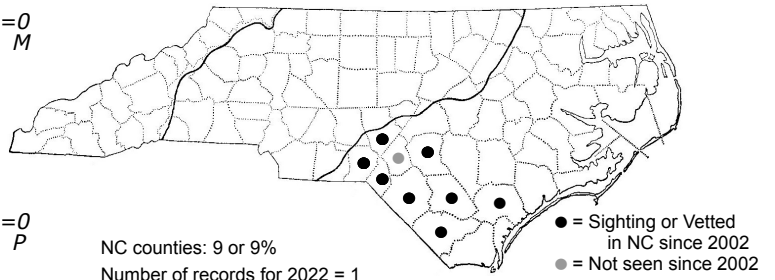 =0
M
=0
P
NC counties: 9 or 9%
Number of records for 2022 = 1
= Sighting or Vetted
in NC since 2002
= Not seen since 2002